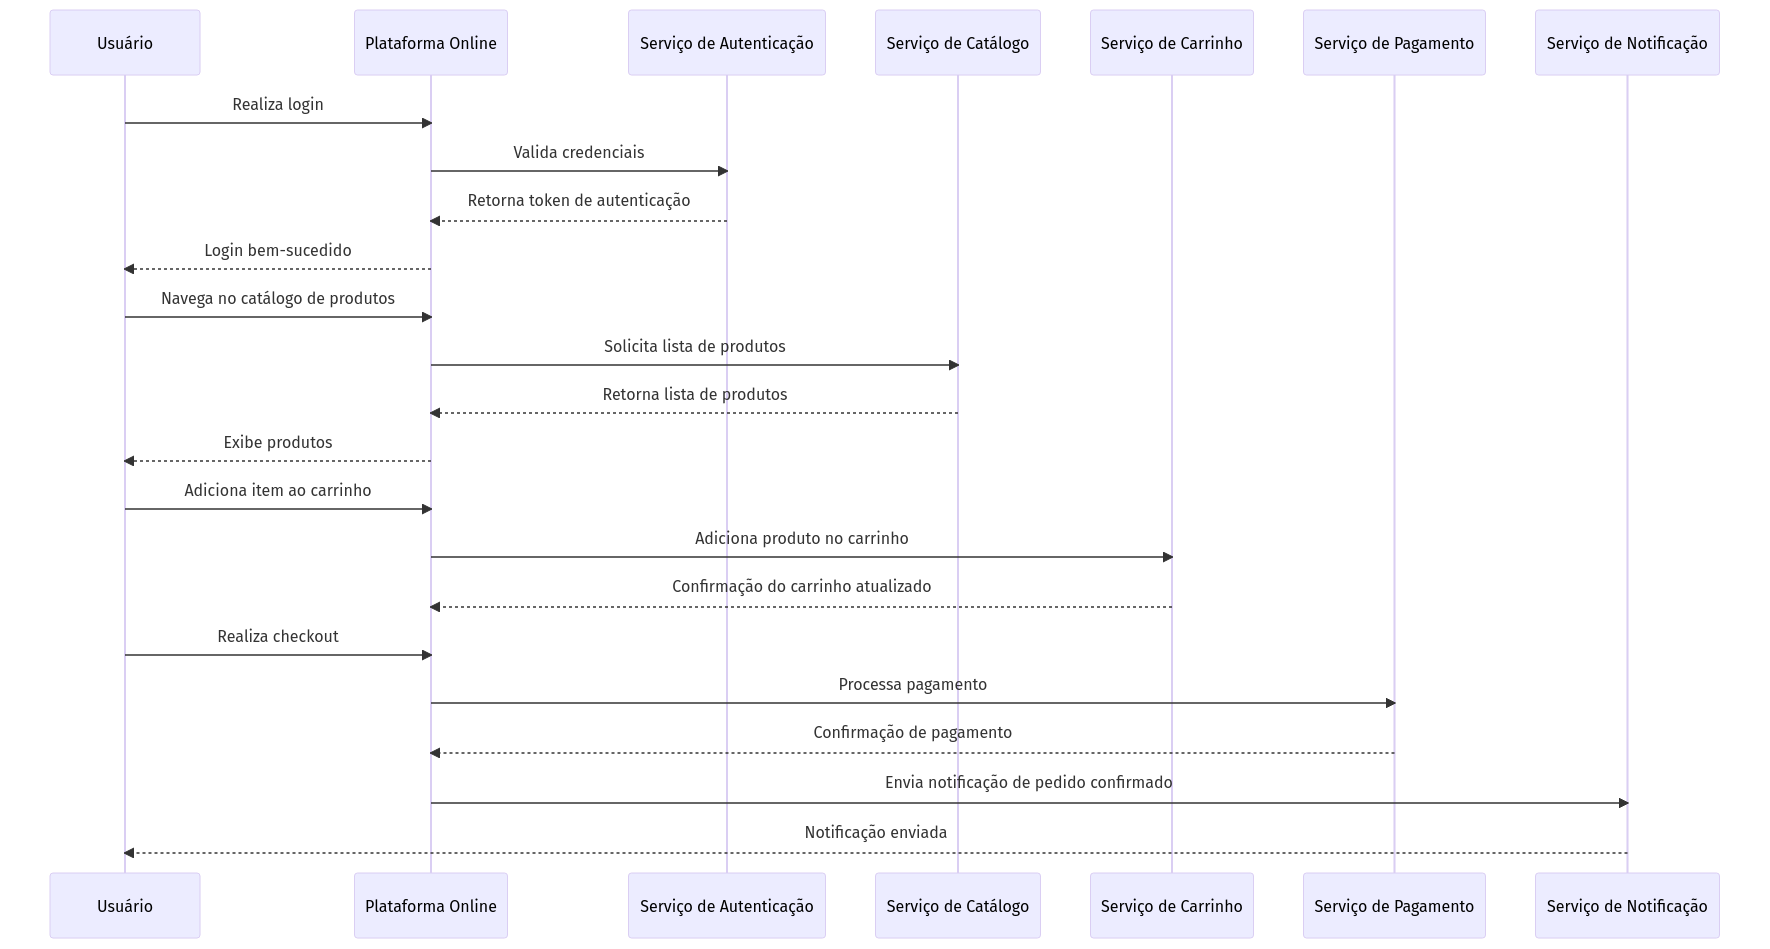 Usuário
Plataforma Online
Serviço de Autenticação
Serviço de Catálogo
Serviço de Carrinho
Serviço de Pagamento
Serviço de Notificação
Realiza login
Valida credenciais
Retorna token de autenticação
Login bem-sucedido
Navega no catálogo de produtos
Solicita lista de produtos
Retorna lista de produtos
Exibe produtos
Adiciona item ao carrinho
Adiciona produto no carrinho
Confirmação do carrinho atualizado
Realiza checkout
Processa pagamento
Confirmação de pagamento
Envia notificação de pedido confirmado
Notificação enviada
Usuário
Plataforma Online
Serviço de Autenticação
Serviço de Catálogo
Serviço de Carrinho
Serviço de Pagamento
Serviço de Notificação